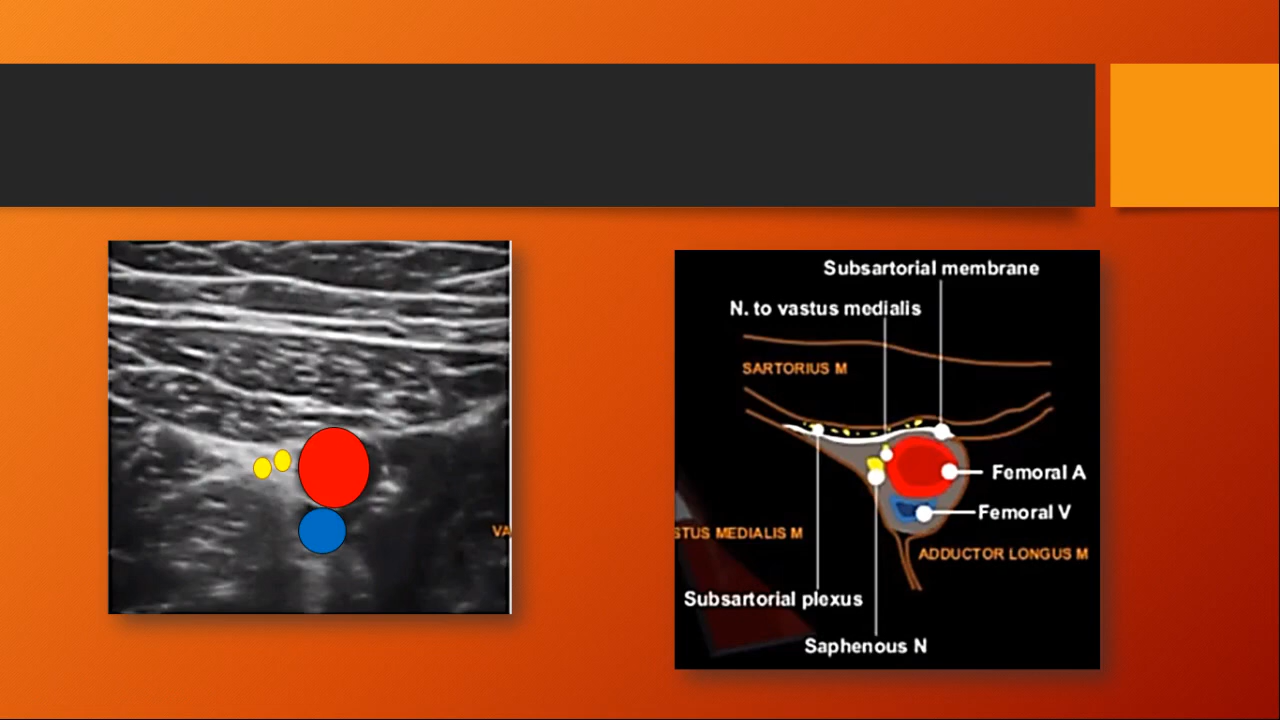 Subsartorial membrane
N. to vastus medialis
SARTORIUS M
Femoral A
Femoral V
VA
STUS MEDIALIS M
ADDUCTOR LONGUS M
Subsartorial plexus
Saphenous N